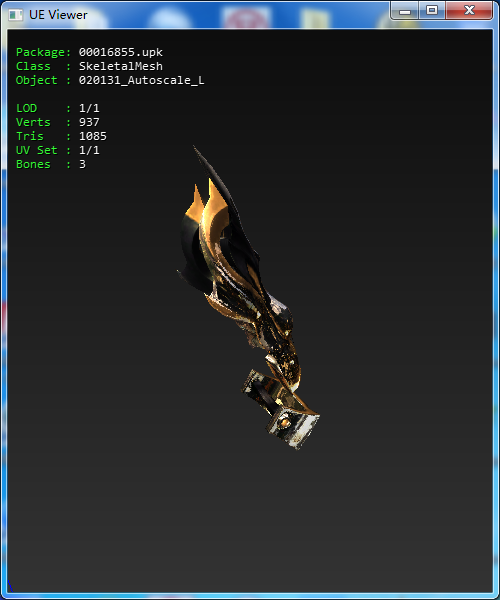 UE Viewer
Package: 00016855.upk
Class : SkeletalMesh
Object : 020131_Autoscale_L
LOD : 1/1
Verts : 937
Tris : 1085
UV Set : 1/1
Bones : 3